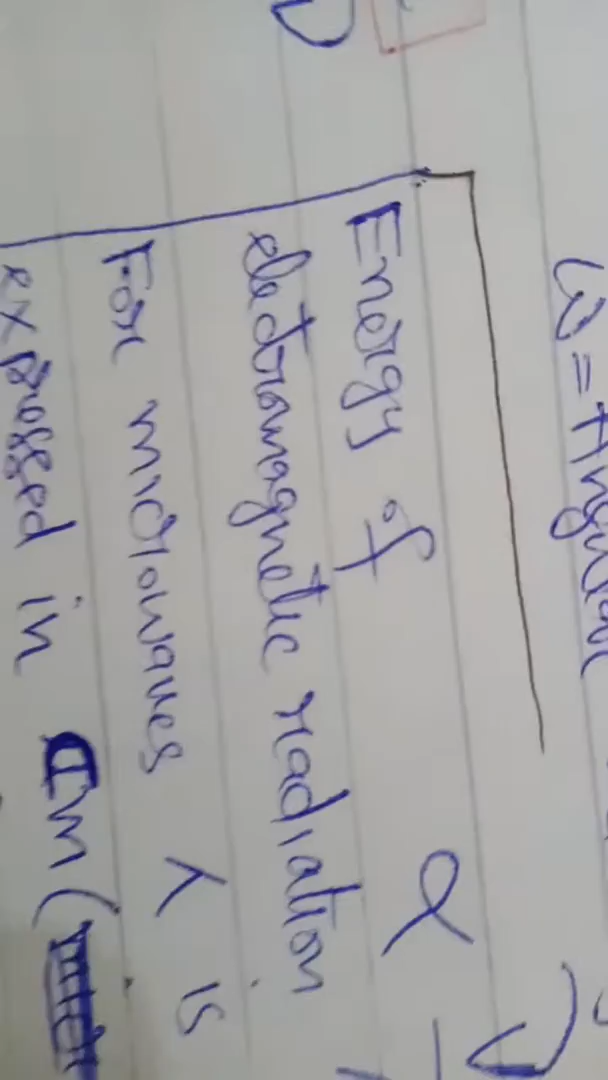 ω = Angular
Energy of α
electromagnetic radiation
For microwaves λ is
expressed in cm (